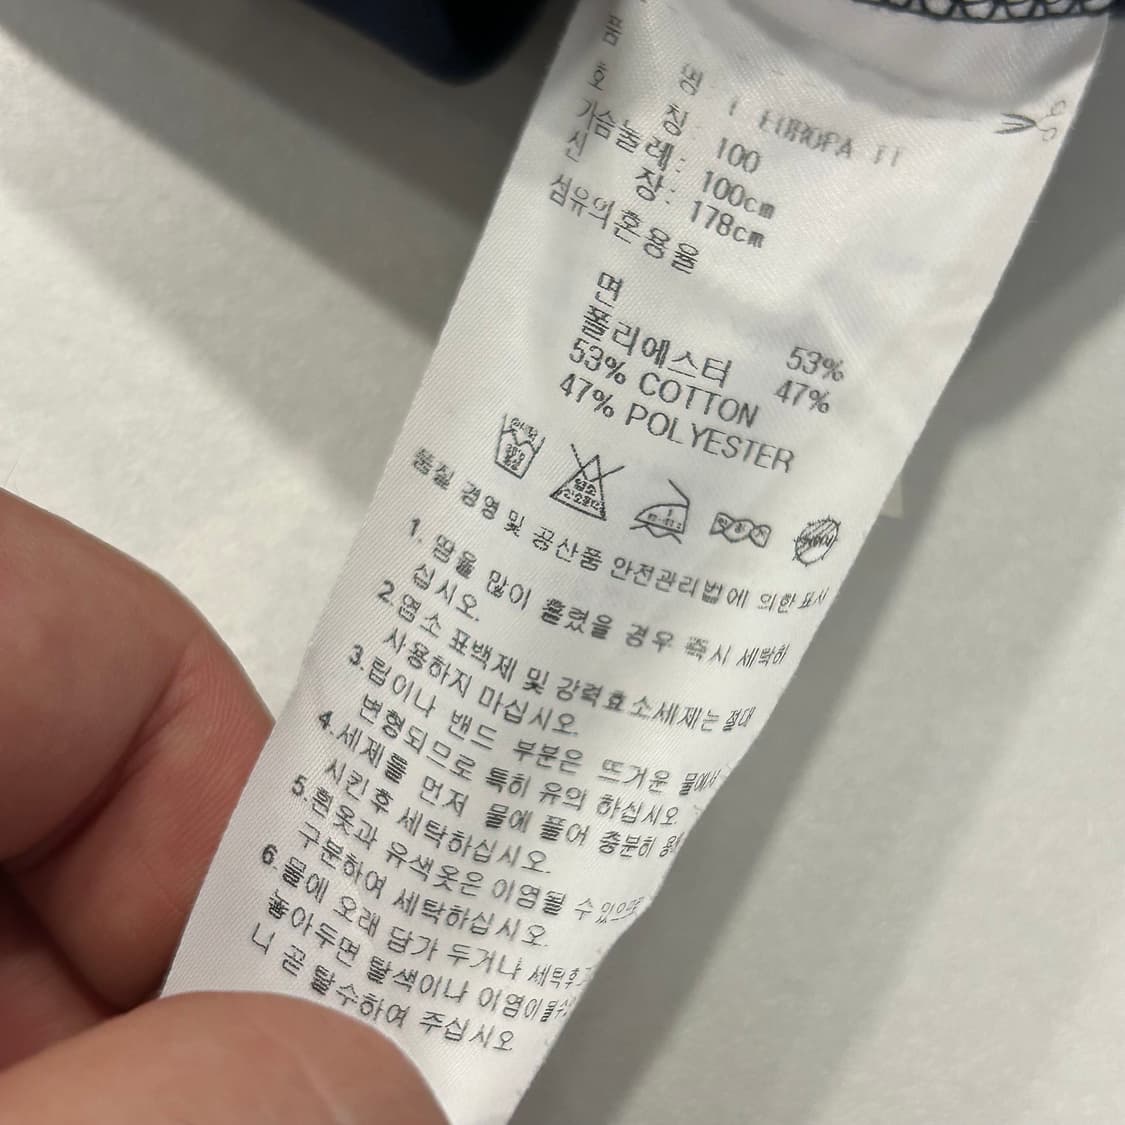 품 명 : EUROPA TT
호 칭 : 100
가슴둘레 : 100cm
신 장 : 178cm
섬유의혼용율
면 53%
폴리에스터 47%
53% COTTON
47% POLYESTER
염소
품질 경영 및 공산품 안전관리법에 의한 표시
1. 땀을 많이 흘렸을 경우 즉시 세탁하
십시오.
2. 염소 표백제 및 강력효소세제는 절대
사용하지 마십시오.
3. 립이나 밴드 부분은 뜨거운 물에서
변형되므로 특히 유의 하십시오.
4. 세제를 먼저 물에 풀어 충분히 용해
시킨후 세탁하십시오.
5. 흰옷과 유색옷은 이염될 수 있으므로
구분하여 세탁하십시오.
6. 물에 오래 담가 두거나 세탁후
놓아두면 탈색이나 이염이될수
니 곧 탈수하여 주십시오